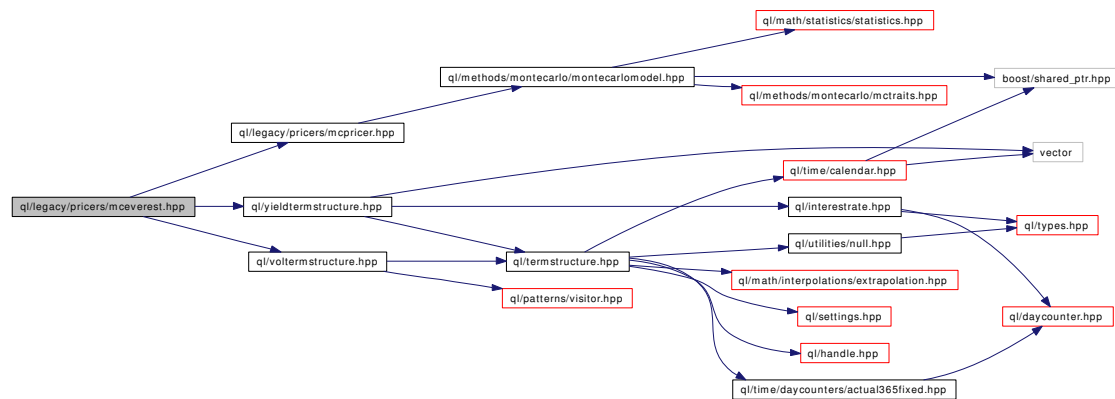 ql/math/statistics/statistics.hpp
ql/methods/montecarlo/montecarlomodel.hpp
boost/shared_ptr.hpp
ql/methods/montecarlo/mctraits.hpp
ql/legacy/pricers/mcpricer.hpp
vector
ql/time/calendar.hpp
ql/legacy/pricers/mceverest.hpp
ql/yieldtermstructure.hpp
ql/interestrate.hpp
ql/types.hpp
ql/utilities/null.hpp
ql/voltermstructure.hpp
ql/termstructure.hpp
ql/math/interpolations/extrapolation.hpp
ql/patterns/visitor.hpp
ql/settings.hpp
ql/daycounter.hpp
ql/handle.hpp
ql/time/daycounters/actual365fixed.hpp